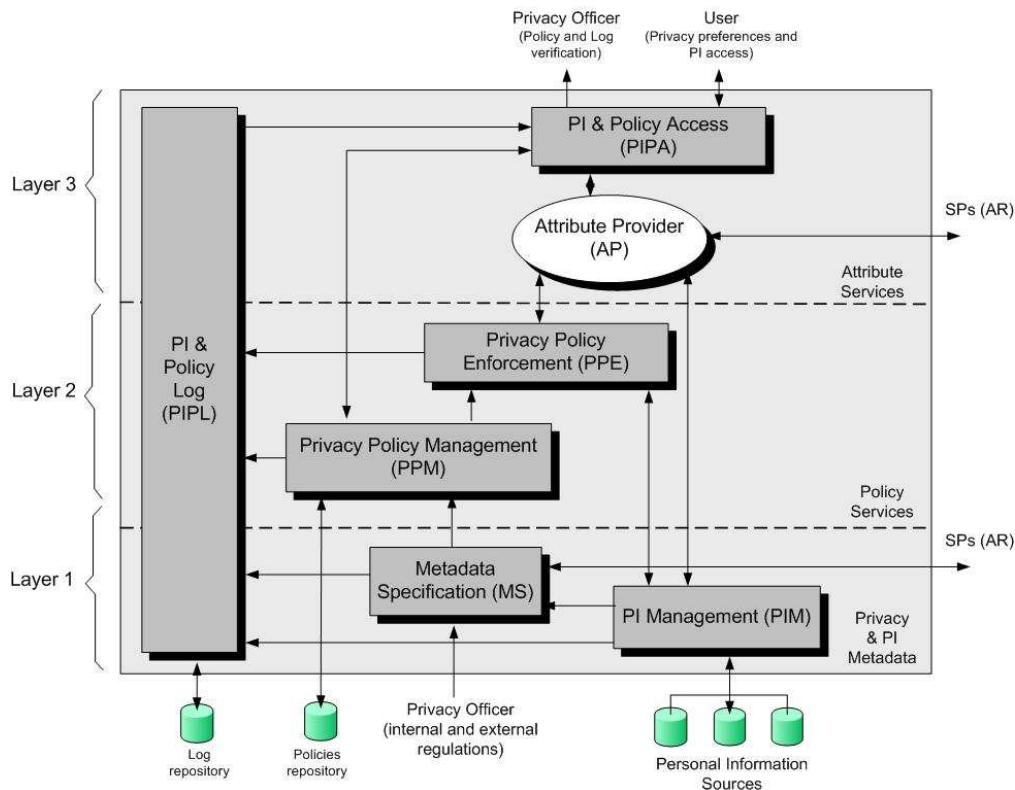 Privacy Officer
(Policy and Log
verification)
User
(Privacy preferences and
PI access)
PI & Policy Access
(PIPA)
Layer 3
Attribute Provider
(AP)
SPs (AR)
Attribute
Services
PI &
Policy
Log
(PIPL)
Privacy Policy
Enforcement (PPE)
Layer 2
Privacy Policy Management
(PPM)
Policy
Services
SPs (AR)
Layer 1
Metadada
Specification (MS)
PI Management (PIM)
Privacy
& PI
Metadata
Log
repository
Policies
repository
Privacy Officer
(internal and external
regulations)
Personal Information
Sources